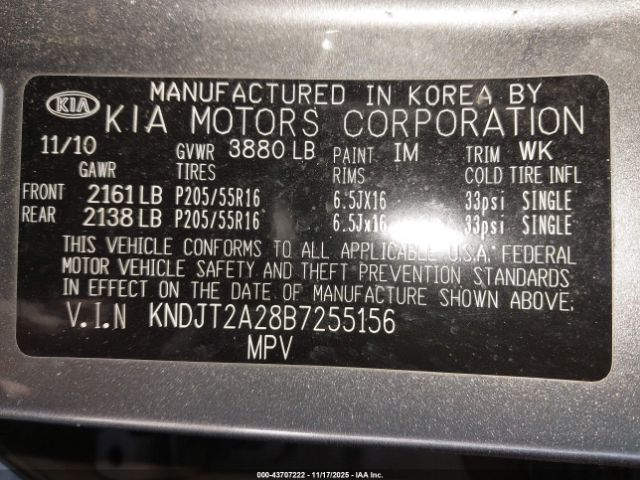 MANUFACTURED IN KOREA BY
KIA KIA MOTORS CORPORATION
11/10 GVWR 3880 LB PAINT IM TRIM WK
GAWR TIRES RIMS COLD TIRE INFL
FRONT 2161 LB P205/55R16 6.5JX16 33psi SINGLE
REAR 2138 LB P205/55R16 6.5Jx16 33psi SINGLE
THIS VEHICLE CONFORMS TO ALL APPLICABLE U.S.A. FEDERAL
MOTOR VEHICLE SAFETY AND THEFT PREVENTION STANDARDS
IN EFFECT ON THE DATE OF MANUFACTURE SHOWN ABOVE.
V.I.N KNDJT2A28B7255156
MPV
000-43707222 - 11/17/2025 - IAA Inc.